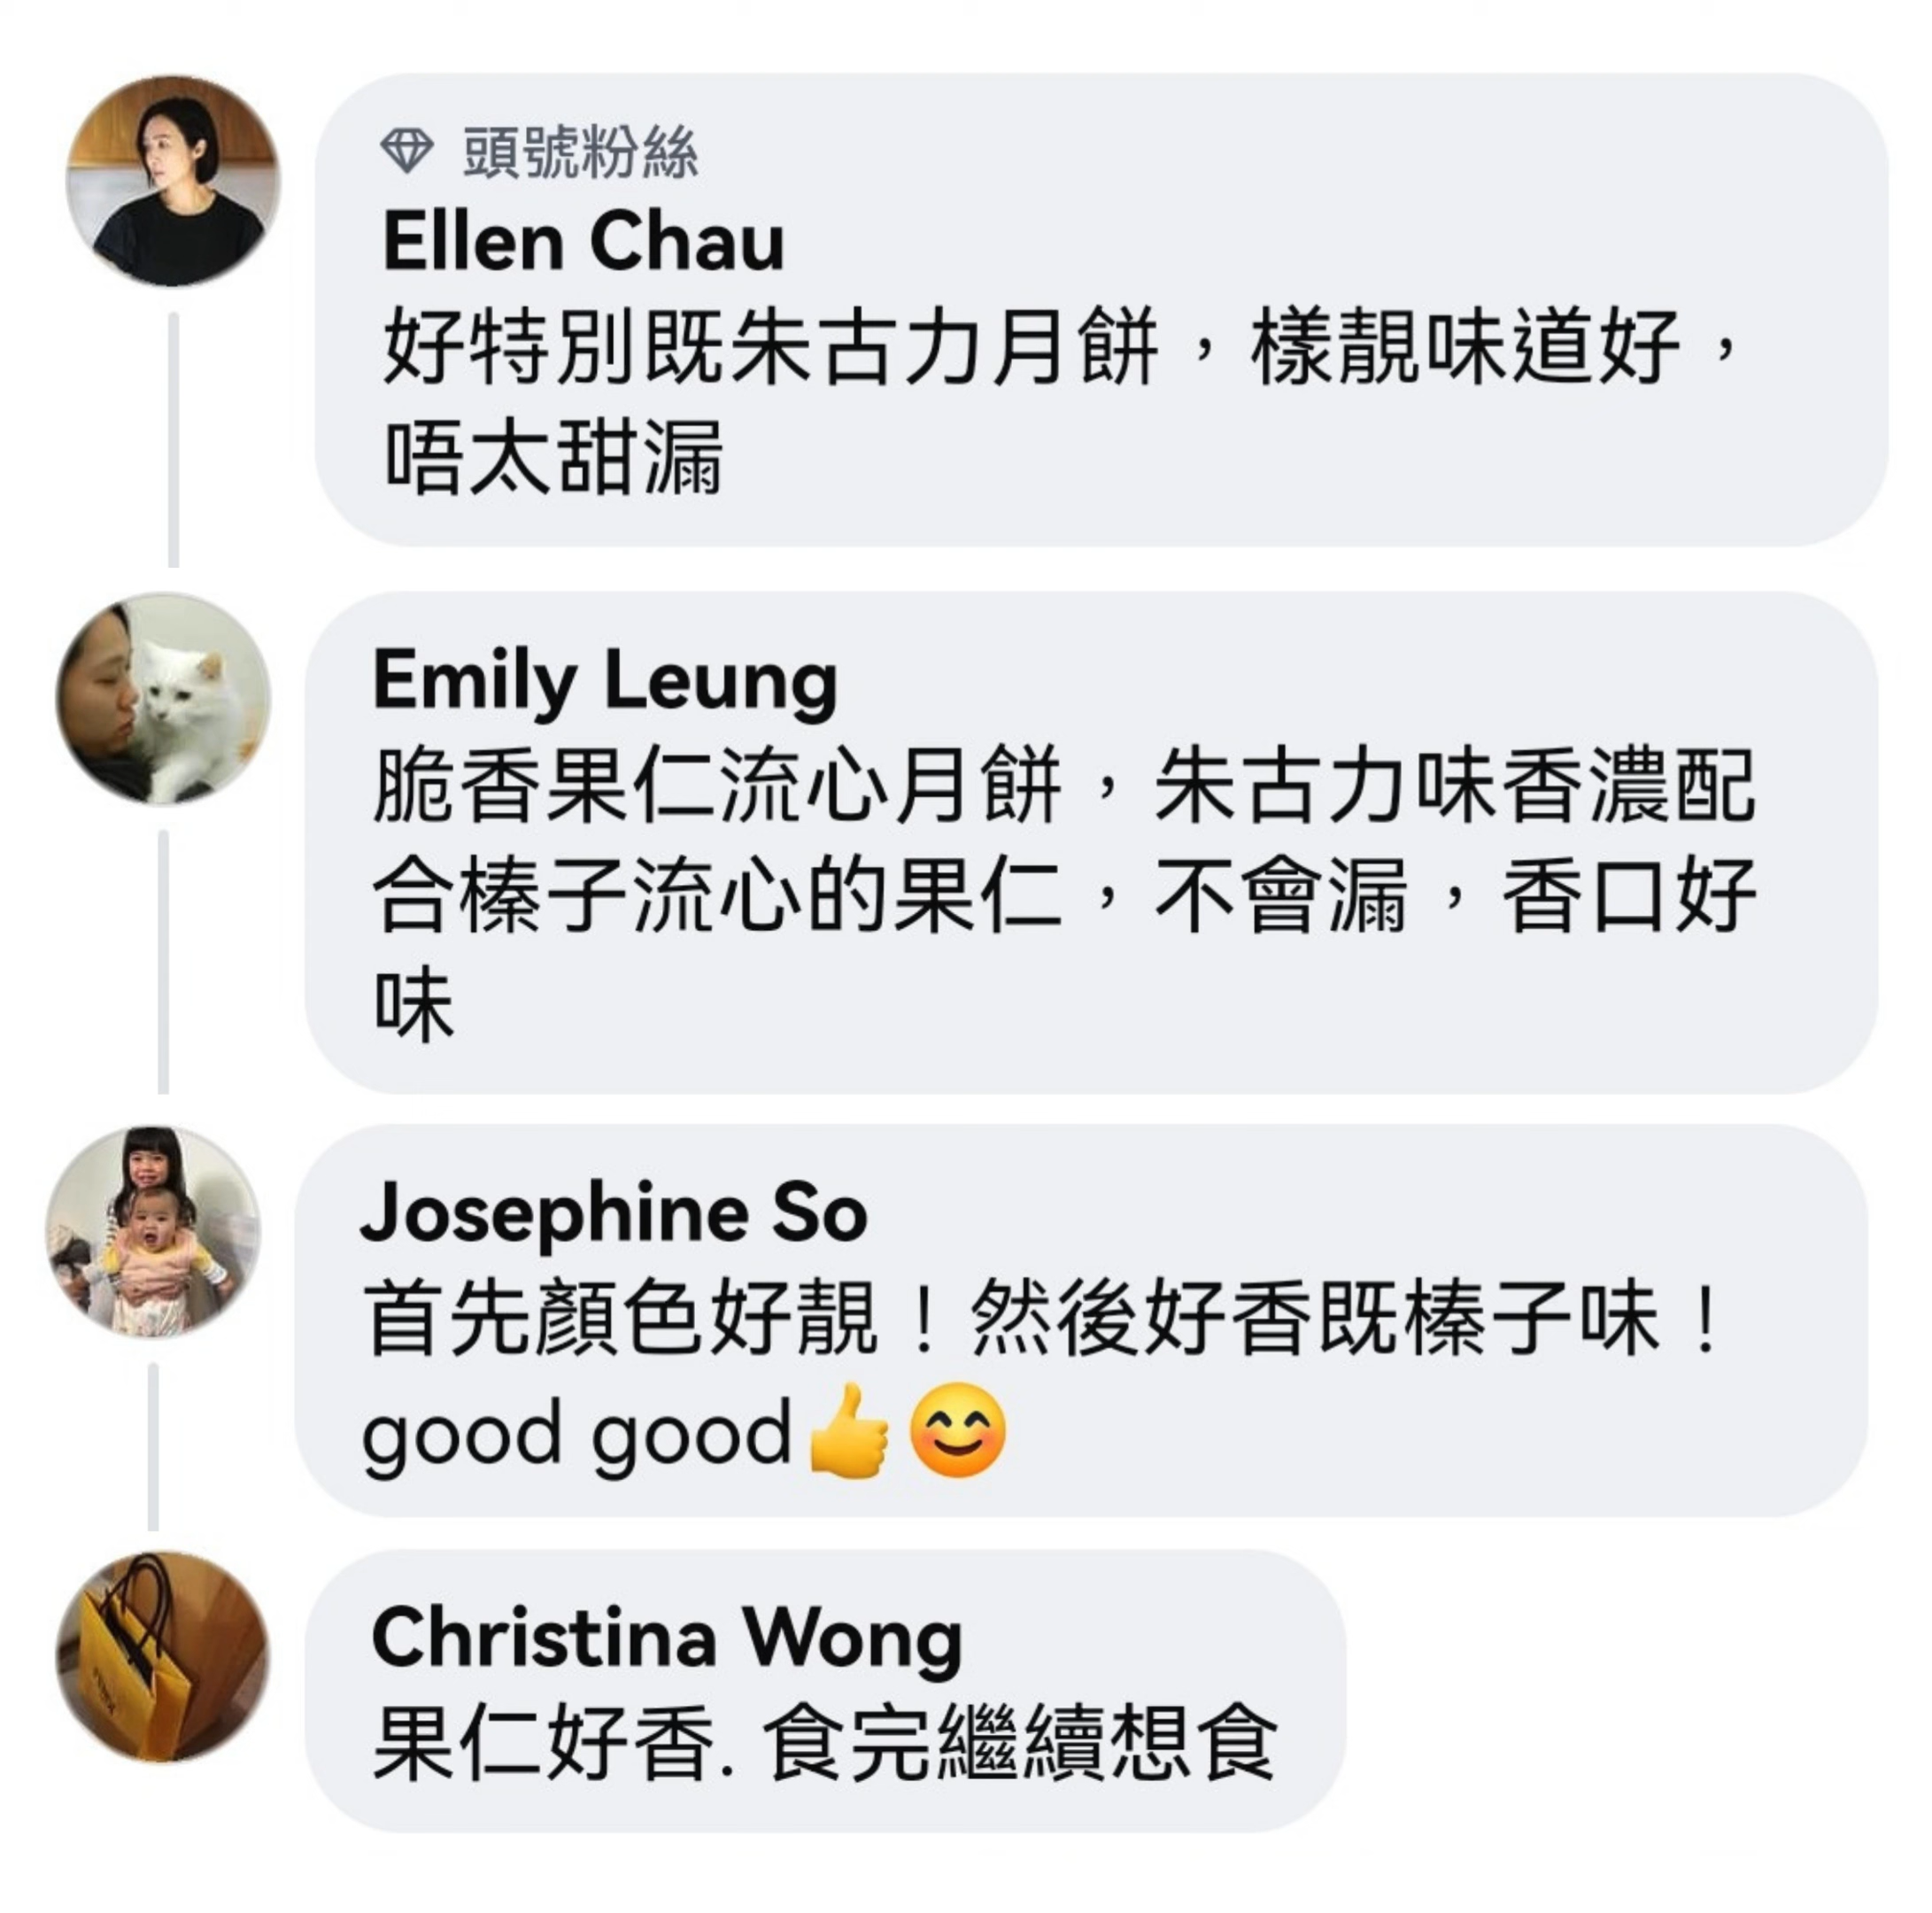 頭號粉絲
Ellen Chau
好特別既朱古力月餅，樣靚味道好，
唔太甜漏
Emily Leung
脆香果仁流心月餅，朱古力味香濃配
合榛子流心的果仁，不會漏，香口好
味
Josephine So
首先顏色好靚！然後好香既榛子味！
good good👍😊
Christina Wong
果仁好香. 食完繼續想食